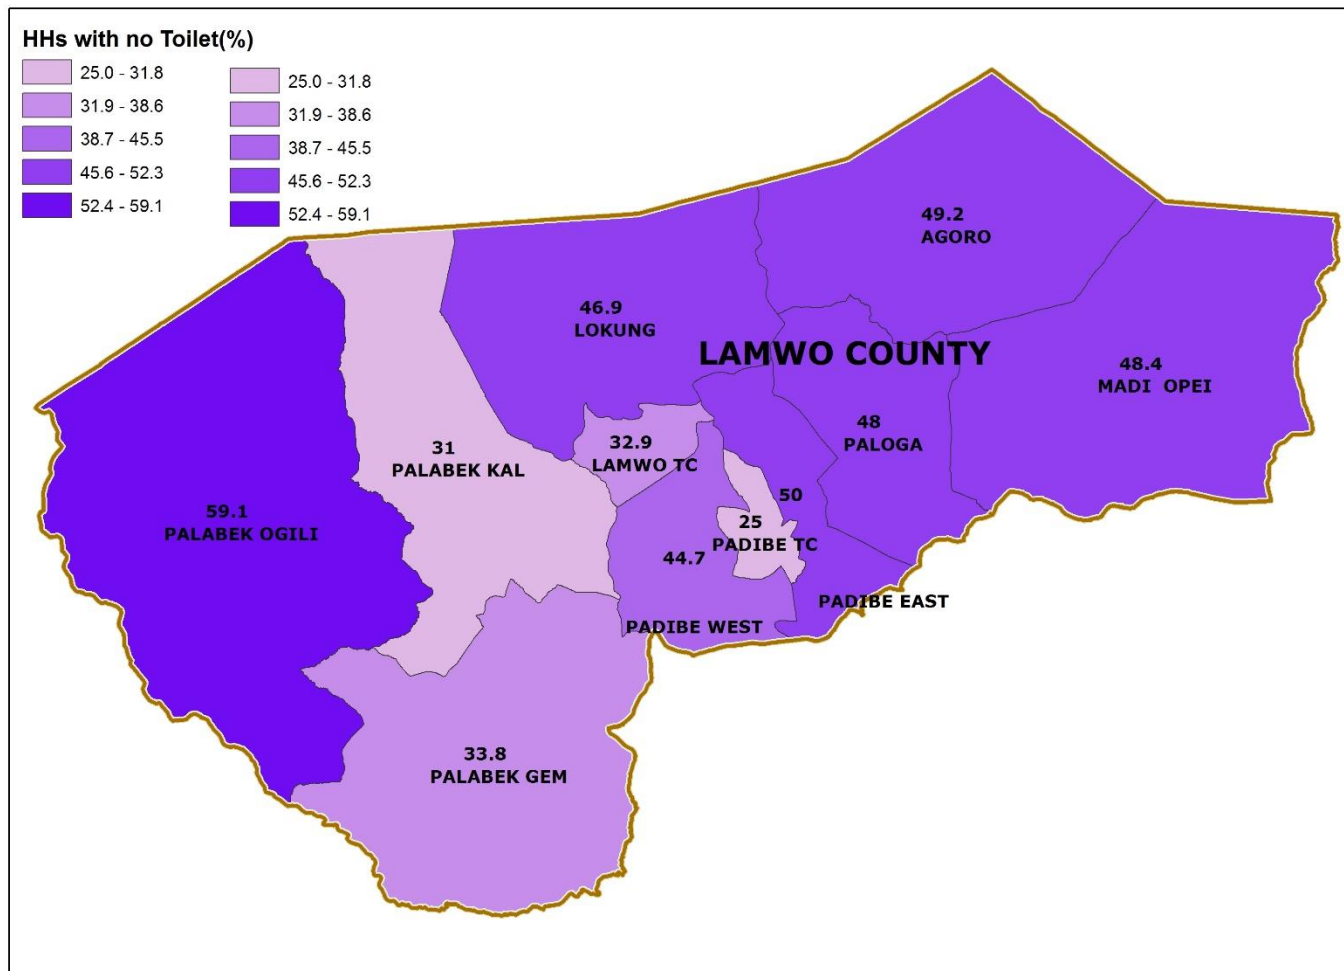 HHs with no Toilet(%)
25.0 - 31.8
31.9 - 38.6
38.7 - 45.5
45.6 - 52.3
52.4 - 59.1
25.0 - 31.8
31.9 - 38.6
38.7 - 45.5
45.6 - 52.3
52.4 - 59.1
49.2
AGORO
46.9
LOKUNG
LAMWO COUNTY
48.4
MADI OPEI
48
PALOGA
31
PALABEK KAL
32.9
LAMWO TC
59.1
PALABEK OGILI
50
PADIBE EAST
25
PADIBE TC
44.7
PADIBE WEST
33.8
PALABEK GEM